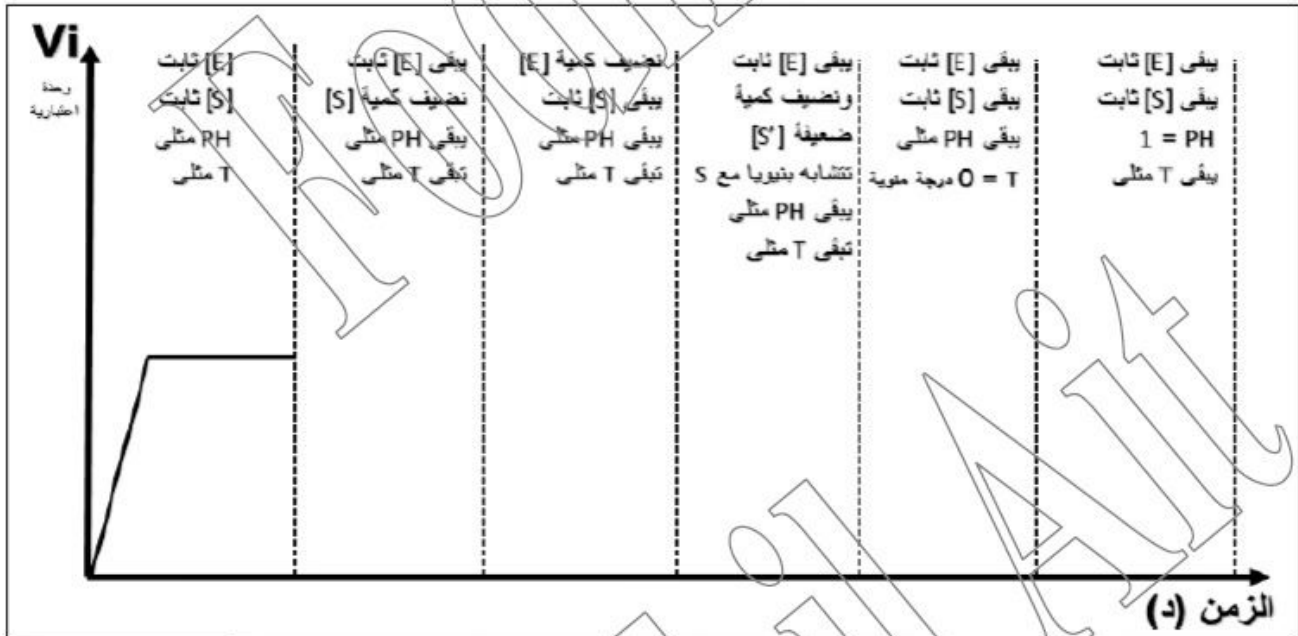 Vi
وحدة
اعتبارية
[E] ثابت
[S] ثابت
PH مثلى
T مثلى
يبقى [E] ثابت
نضيف كمية [S]
يبقى PH مثلى
تبقى T مثلى
نضيف كمية [E]
يبقى [S] ثابت
يبقى PH مثلى
تبقى T مثلى
يبقى [E] ثابت
ونضيف كمية
ضعيفة [S']
تتشابه بنيويا مع S
يبقى PH مثلى
تبقى T مثلى
يبقى [E] ثابت
يبقى [S] ثابت
يبقى PH مثلى
T = 0 درجة مئوية
يبقى [E] ثابت
يبقى [S] ثابت
PH = 1
يبقى T مثلى
الزمن (د)
Ait